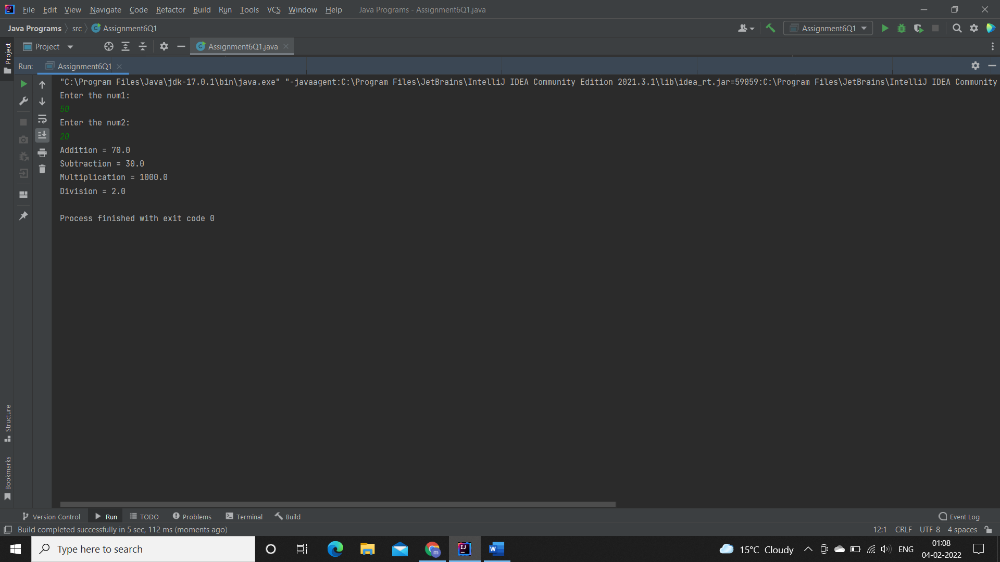 File Edit View Navigate Code Refactor Build Run Tools VCS Window Help Java Programs - Assignment6Q1.java
Java Programs src Assignment6Q1 Assignment6Q1
Project Project Assignment6Q1.java
Run: Assignment6Q1
"C:\Program Files\Java\jdk-17.0.1\bin\java.exe" "-javaagent:C:\Program Files\JetBrains\IntelliJ IDEA Community Edition 2021.3.1\lib\idea_rt.jar=59059:C:\Program Files\JetBrains\IntelliJ IDEA Community
Enter the num1:
50
Enter the num2:
20
Addition = 70.0
Subtraction = 30.0
Multiplication = 1000.0
Division = 2.0
Process finished with exit code 0
Structure
Bookmarks
Version Control Run TODO Problems Terminal Build Event Log
Build completed successfully in 5 sec, 112 ms (moments ago) 12:1 CRLF UTF-8 4 spaces
Type here to search 15°C Cloudy ENG 01:08
04-02-2022